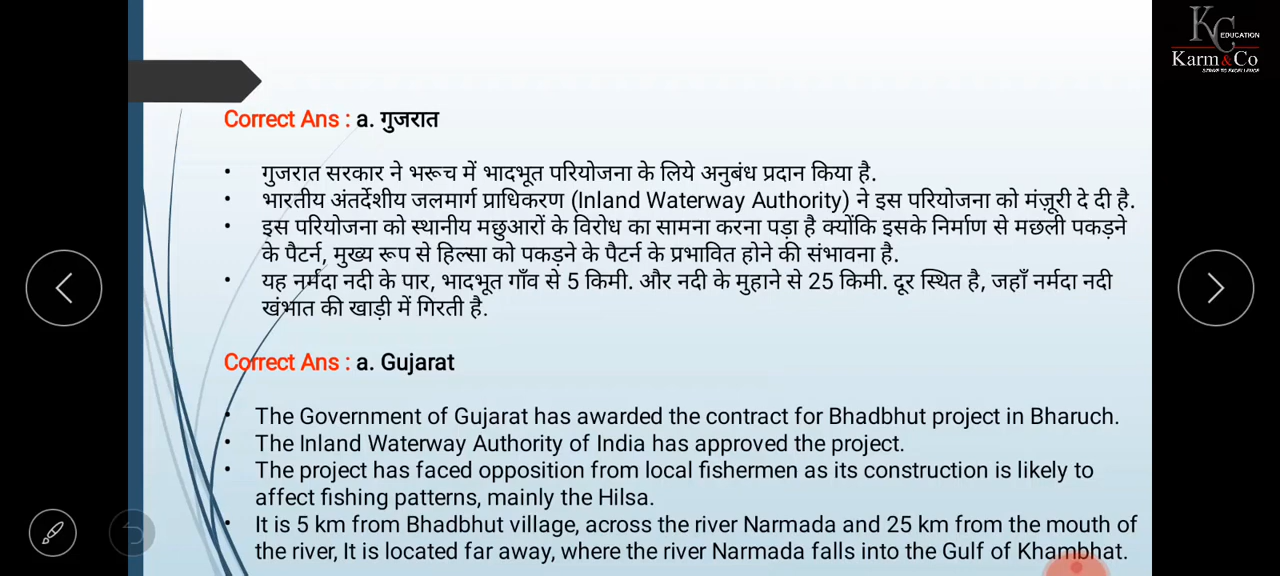 KC EDUCATION
Karm&Co
STRIVE TO EXCELLENCE
Correct Ans : a. गुजरात
• गुजरात सरकार ने भरूच में भादभूत परियोजना के लिये अनुबंध प्रदान किया है.
• भारतीय अंतर्देशीय जलमार्ग प्राधिकरण (Inland Waterway Authority) ने इस परियोजना को मंज़ूरी दे दी है.
• इस परियोजना को स्थानीय मछुआरों के विरोध का सामना करना पड़ा है क्योंकि इसके निर्माण से मछली पकड़ने
के पैटर्न, मुख्य रूप से हिल्सा को पकड़ने के पैटर्न के प्रभावित होने की संभावना है.
• यह नर्मदा नदी के पार, भादभूत गाँव से 5 किमी. और नदी के मुहाने से 25 किमी. दूर स्थित है, जहाँ नर्मदा नदी
खंभात की खाड़ी में गिरती है.
Correct Ans : a. Gujarat
• The Government of Gujarat has awarded the contract for Bhadbhut project in Bharuch.
• The Inland Waterway Authority of India has approved the project.
• The project has faced opposition from local fishermen as its construction is likely to
affect fishing patterns, mainly the Hilsa.
• It is 5 km from Bhadbhut village, across the river Narmada and 25 km from the mouth of
the river, It is located far away, where the river Narmada falls into the Gulf of Khambhat.